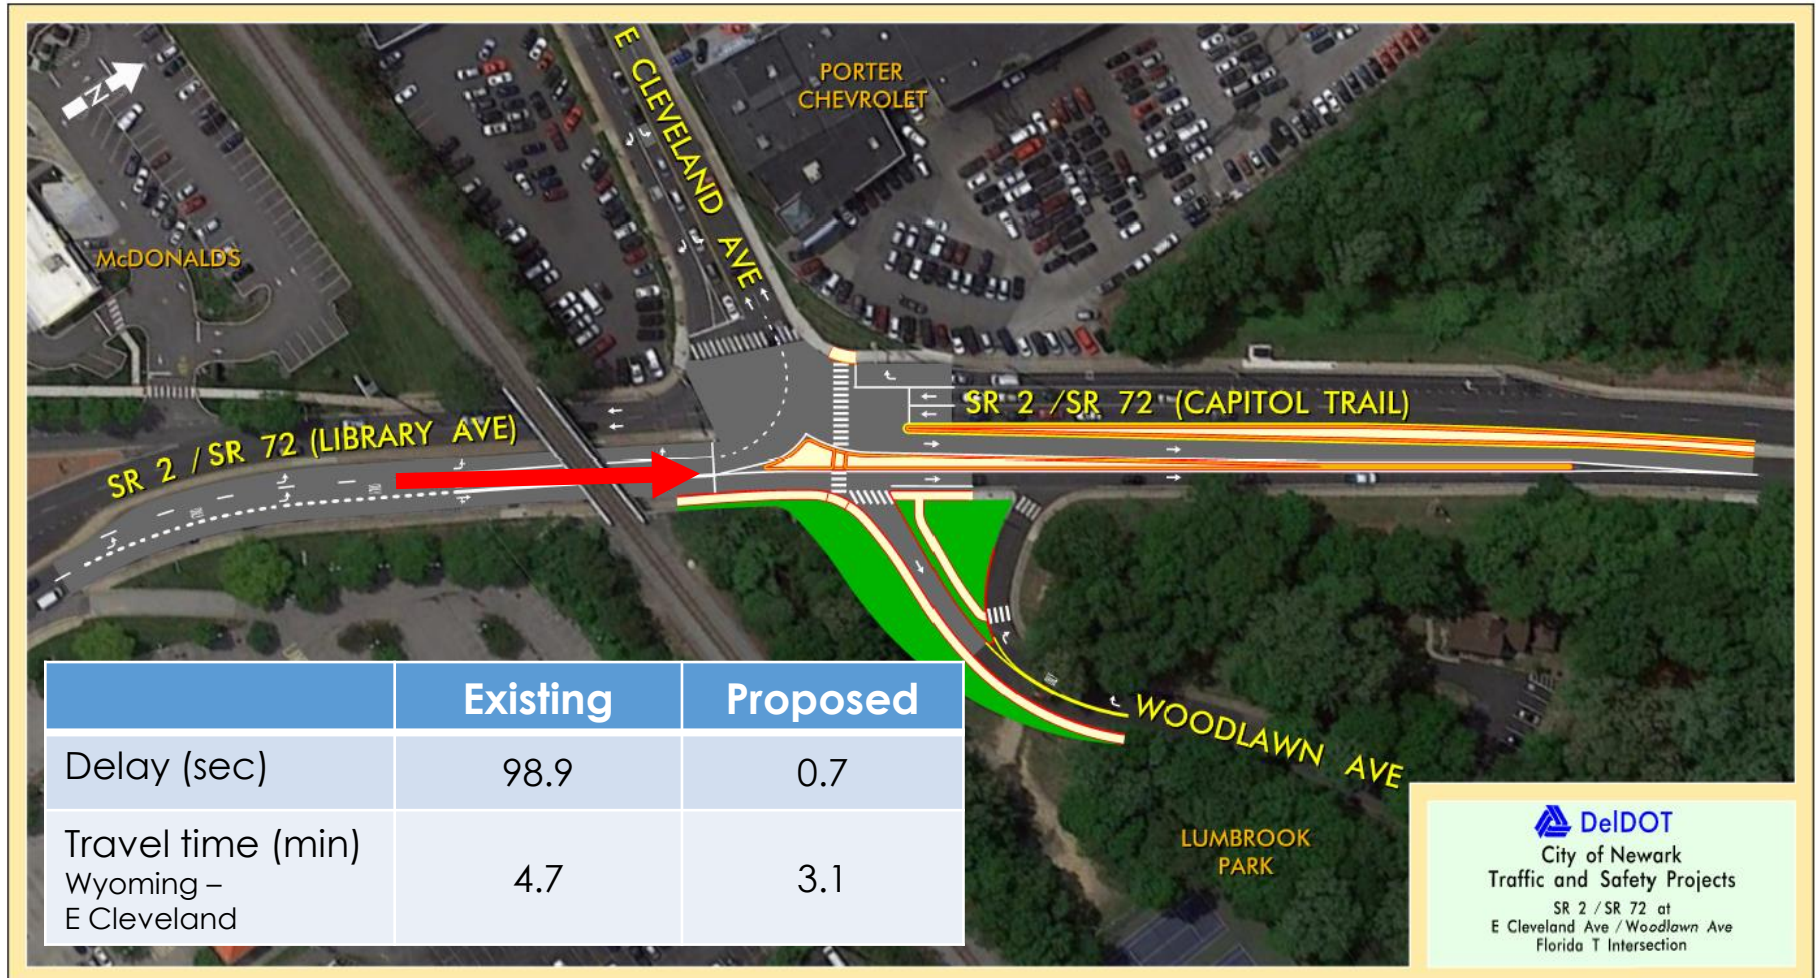 N
E CLEVELAND AVE
PORTER
CHEVROLET
McDONALDS
SR 2 / SR 72 (LIBRARY AVE)
SR 2 / SR 72 (CAPITOL TRAIL)
WOODLAWN AVE
LUMBROOK
PARK
Existing Proposed
Delay (sec) 98.9 0.7
Travel time (min)
Wyoming –
E Cleveland
4.7 3.1
DelDOT
City of Newark
Traffic and Safety Projects
SR 2 / SR 72 at
E Cleveland Ave / Woodlawn Ave
Florida T Intersection